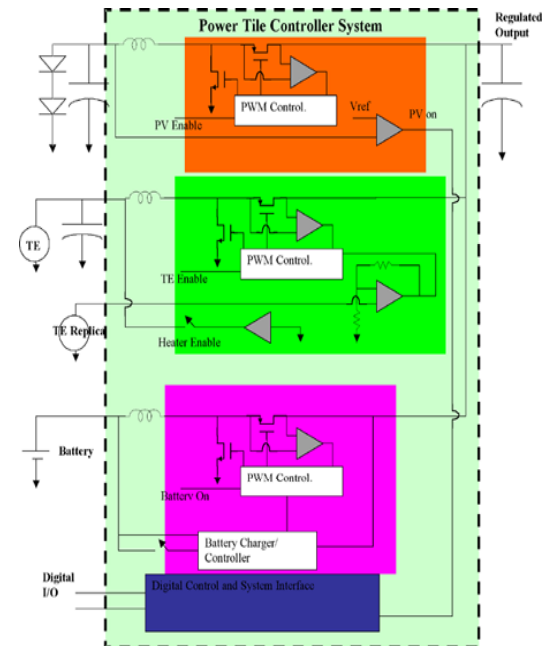 Power Tile Controller System
Regulated
Output
PWM Control.
PV Enable
Vref
PV on
TE
PWM Control.
TE Enable
TE Replica
Heater Enable
Battery
PWM Control.
Battery On
Battery Charger/
Controller
Digital
I/O
Digital Control and System Interface